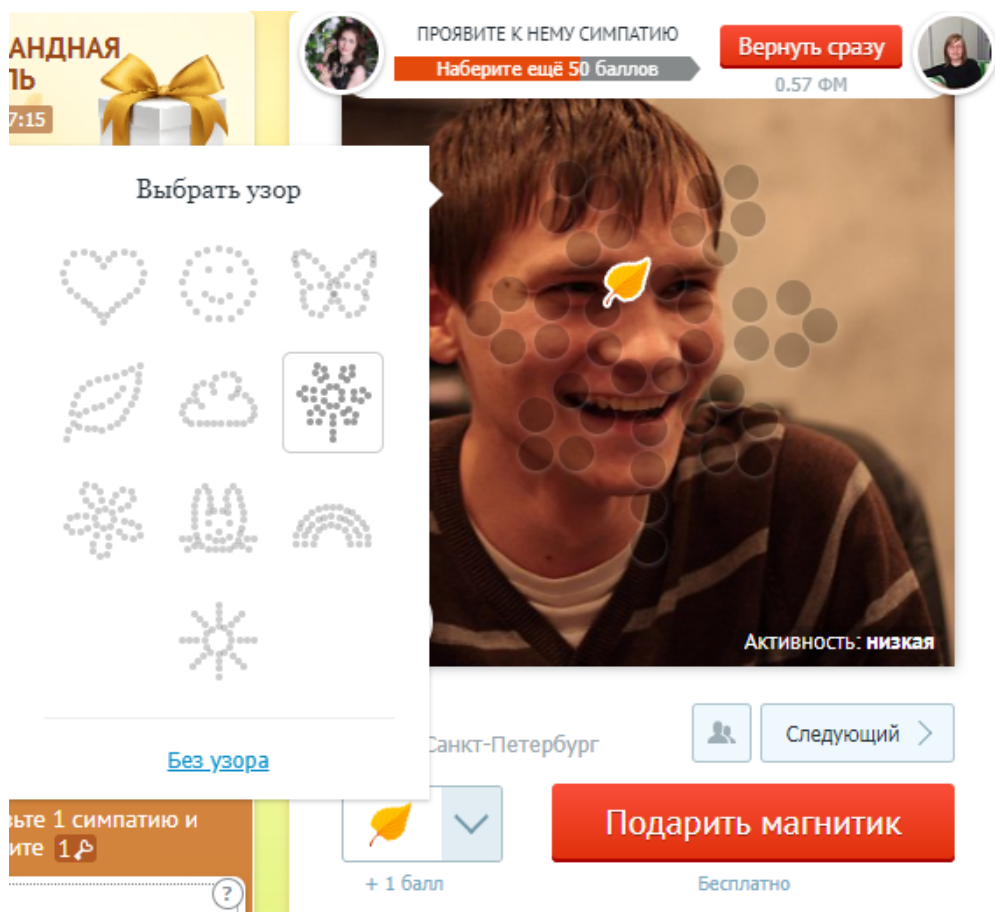 АНДНАЯ
ЛЬ
7:15
ПРОЯВИТЕ К НЕМУ СИМПАТИЮ
Наберите ещё 50 баллов
Вернуть сразу
0.57 ФМ
Выбрать узор
Без узора
Активность: низкая
Санкт-Петербург
Следующий
ьте 1 симпатию и
ите 1
?
+ 1 балл
Подарить магнитик
Бесплатно